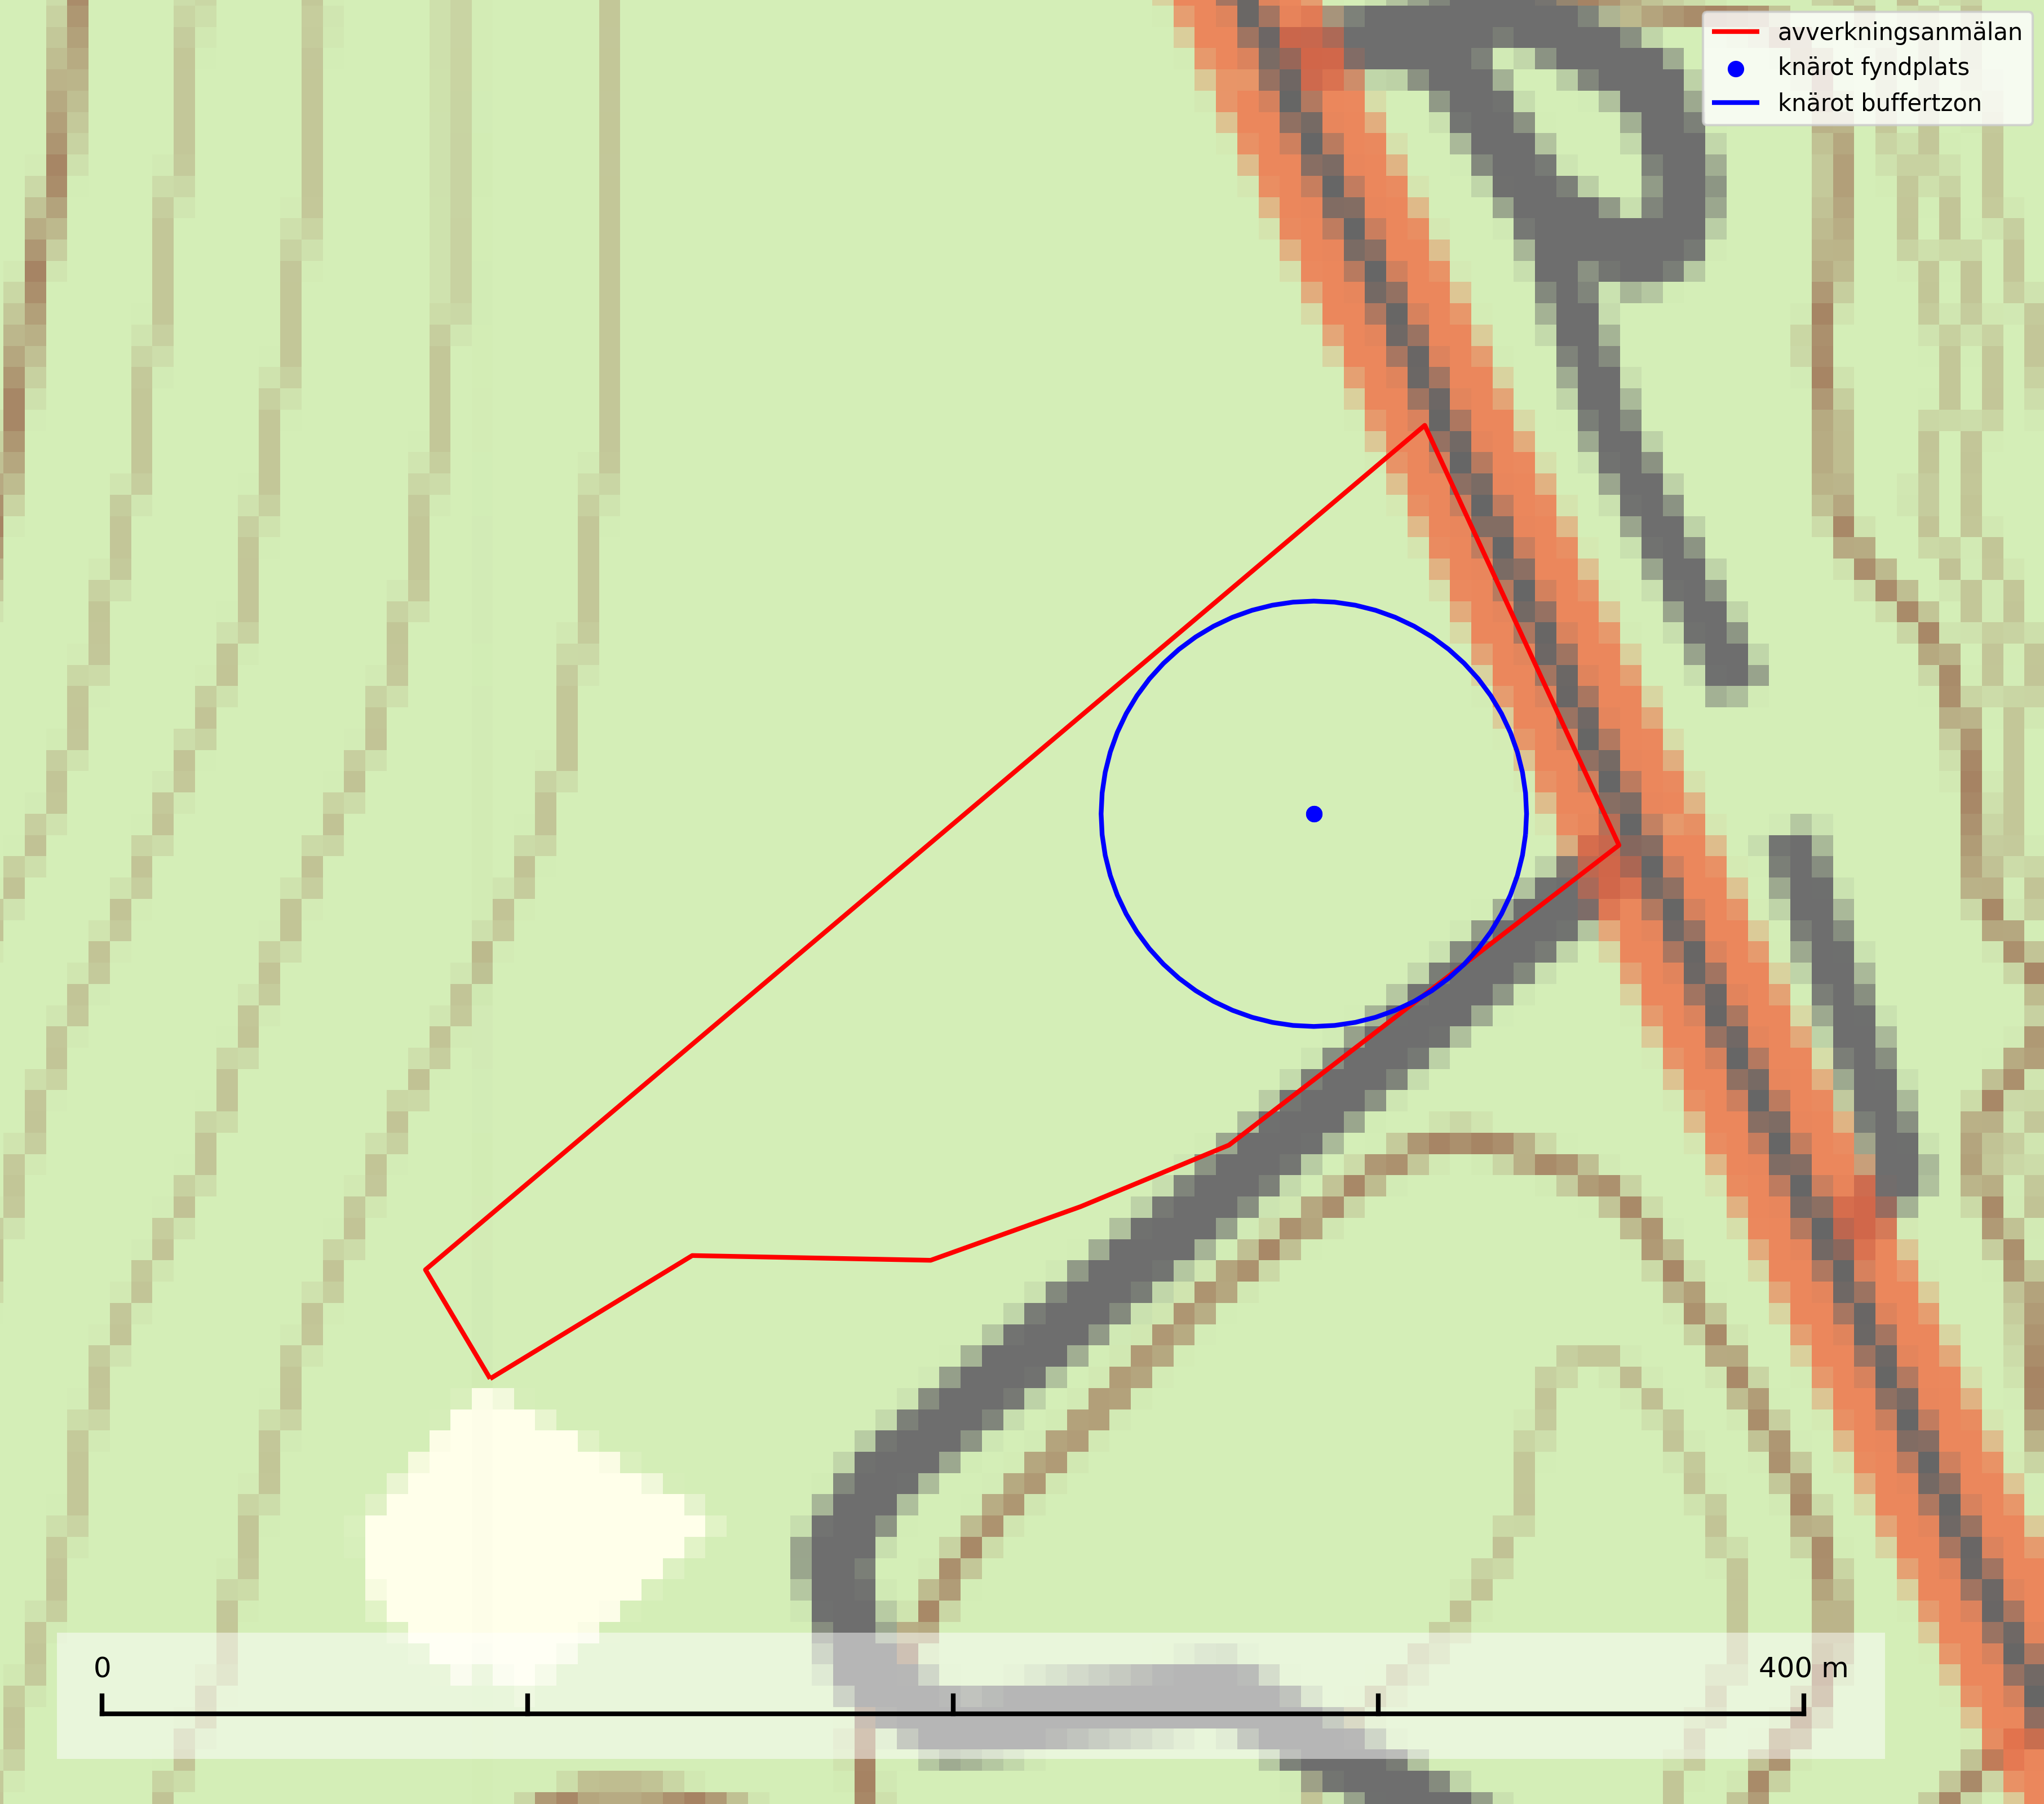 avverkningsanmälan
knärot fyndplats
knärot buffertzon
0
400 m